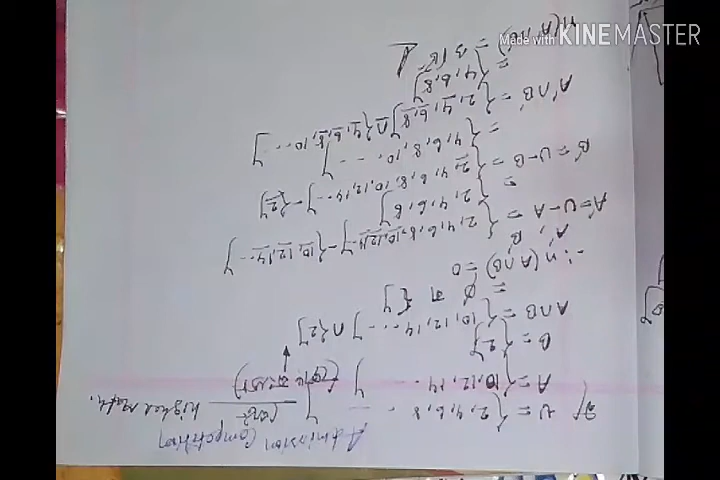 Made with KINEMASTER
Admission Competition
higher math.
U = {2, 4, 6, 8 ...
A = {10, 12, 14 ... }
B = {2}
A∩B = {10, 12, 14 ... } ∩ {2}
= ∅ বা { }
∴ n(A∩B) = 0
A', B'
A' = U - A = {2, 4, 6, 8, 10, 12, 14 ... } - {10, 12, 14 ... }
= {2, 4, 6, 8}
B' = U - B = {2, 4, 6, 8, 10, 12, 14 ... } - {2}
= {4, 6, 8, 10, ... }
A'∩B' = {2, 4, 6, 8} ∩ {4, 6, 8, 10, ... }
= {4, 6, 8}
n(A'∩B') = 3